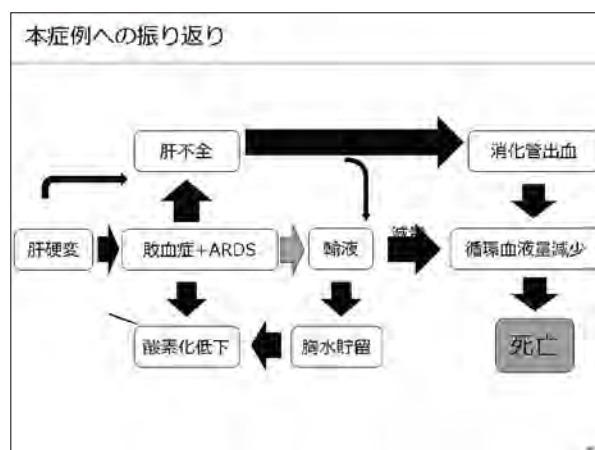 本症例への振り返り
肝不全
消化管出血
肝硬変
敗血症+ARDS
輸液
循環血液量減少
酸素化低下
胸水貯留
死亡